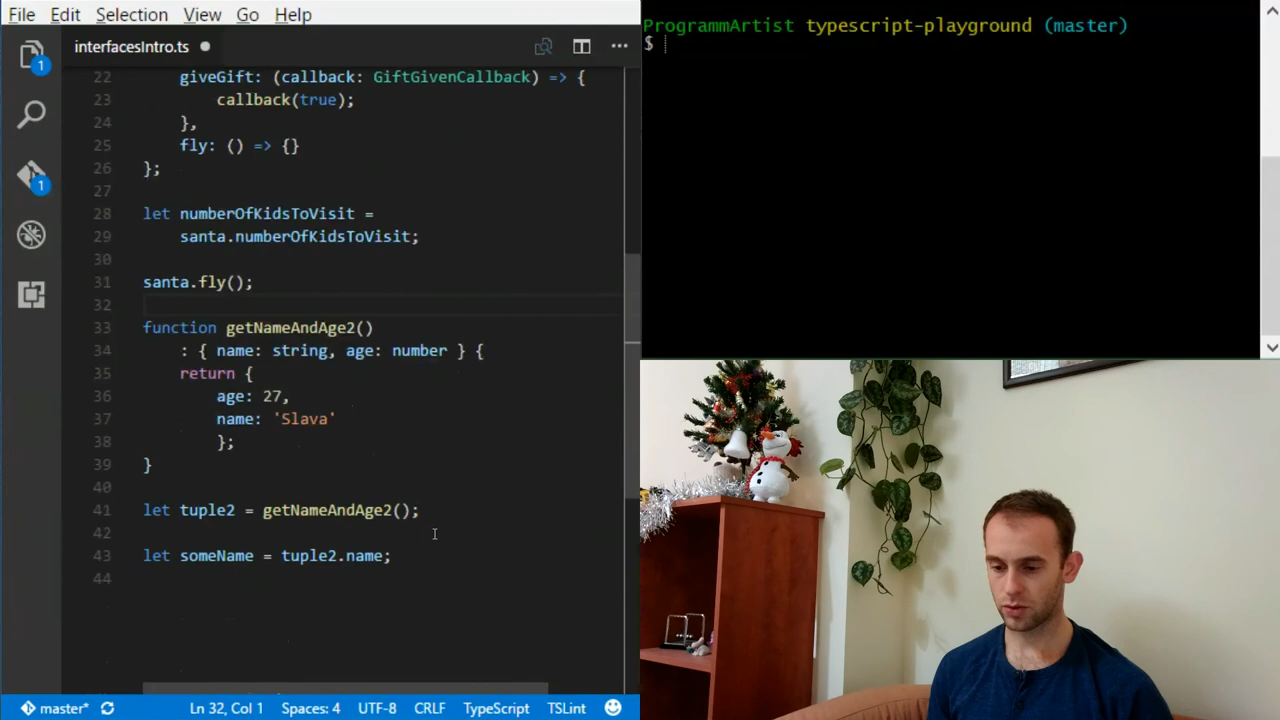 File Edit Selection View Go Help
interfacesIntro.ts
1
1
22 giveGift: (callback: GiftGivenCallback) => {
23 callback(true);
24 },
25 fly: () => {}
26 };
27
28 let numberOfKidsToVisit =
29 santa.numberOfKidsToVisit;
30
31 santa.fly();
32
33 function getNameAndAge2()
34 : { name: string, age: number } {
35 return {
36 age: 27,
37 name: 'Slava'
38 };
39 }
40
41 let tuple2 = getNameAndAge2();
42
43 let someName = tuple2.name;
44
master* Ln 32, Col 1 Spaces: 4 UTF-8 CRLF TypeScript TSLint
ProgrammArtist typescript-playground (master)
$